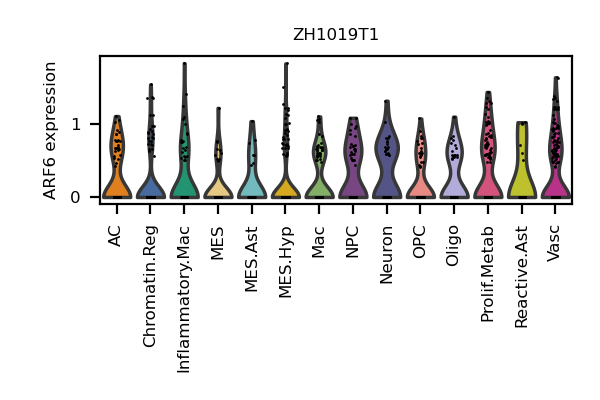 ZH1019T1
ARF6 expression
1
0
AC
Chromatin.Reg
Inflammatory.Mac
MES
MES.Ast
MES.Hyp
Mac
NPC
Neuron
OPC
Oligo
Prolif.Metab
Reactive.Ast
Vasc